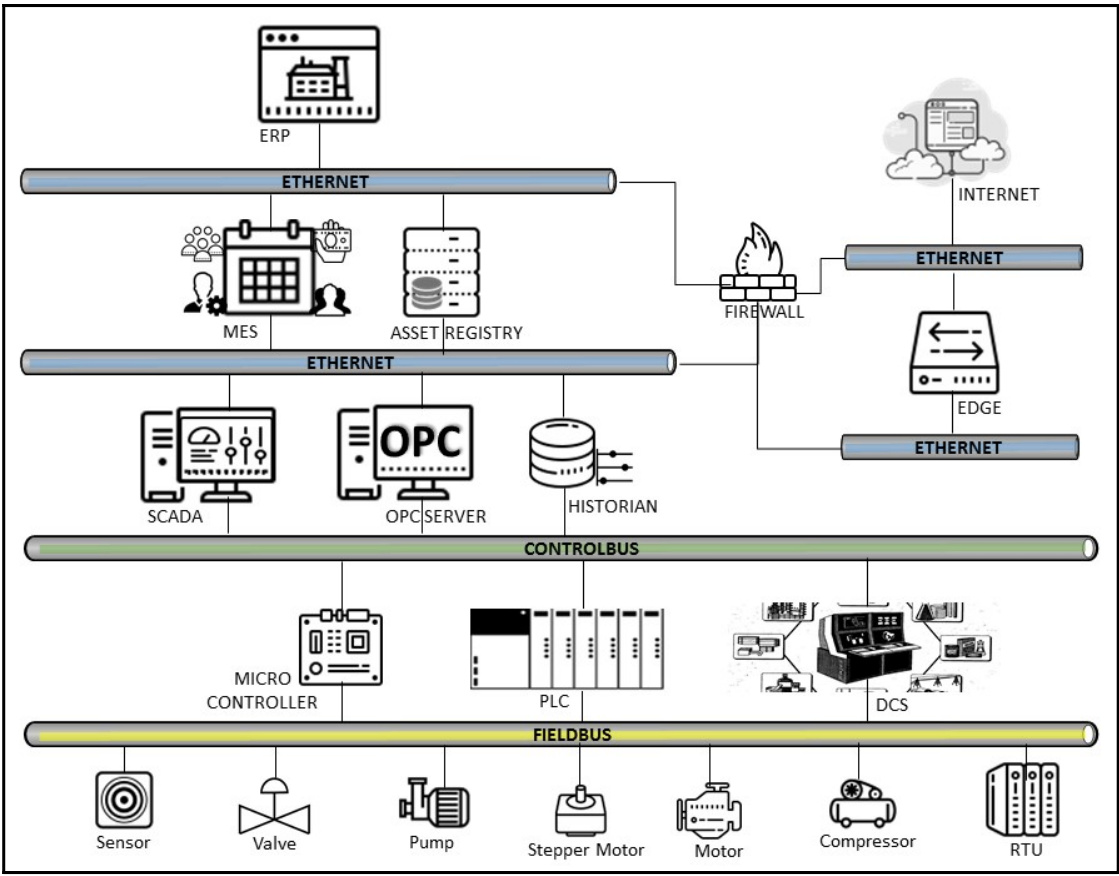 ERP
ETHERNET
INTERNET
ETHERNET
FIREWALL
MES
ASSET REGISTRY
ETHERNET
EDGE
ETHERNET
OPC
SCADA
OPC SERVER
HISTORIAN
CONTROLBUS
MICRO
CONTROLLER
PLC
DCS
FIELDBUS
Sensor
Valve
Pump
Stepper Motor
Motor
Compressor
RTU